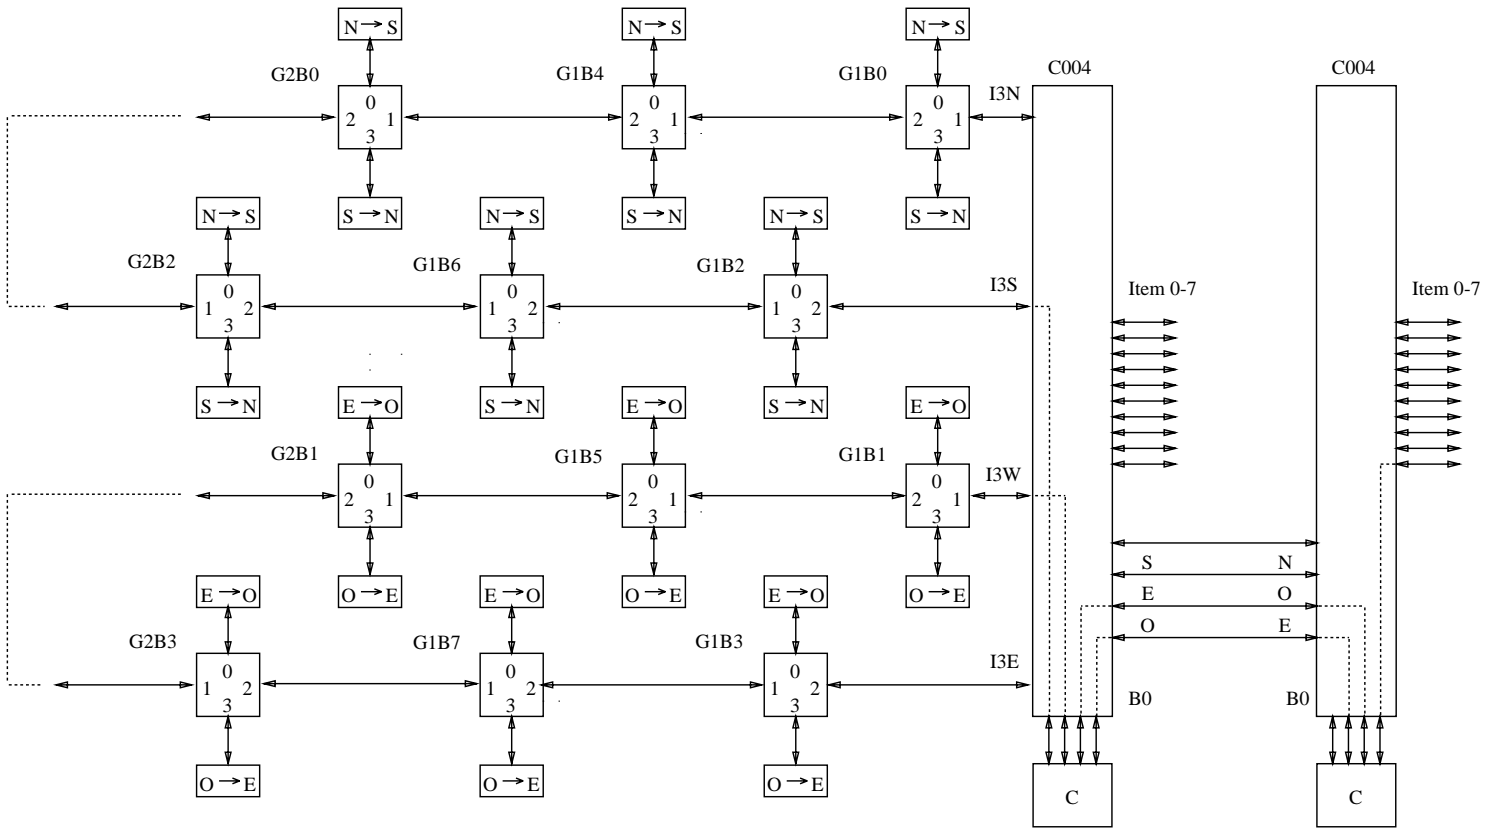 N→S N→S N→S
G2B0 G1B4 G1B0 C004 C004
I3N
0 0 0
2 1 2 1 2 1
3 3 3
N→S N→S N→S
S→N S→N S→N
G2B2 G1B6 G1B2
I3S Item 0-7 Item 0-7
0 0 0
1 2 1 2 1 2
3 3 3
S→N S→N S→N
E→O E→O E→O
G2B1 G1B5 G1B1
I3W
0 0 0
2 1 2 1 2 1
3 3 3
S N
E→O E→O E→O
O→E O→E O→E
E O
O E
G2B3 G1B7 G1B3
I3E
0 0 0
1 2 1 2 1 2
3 3 3
B0 B0
O→E O→E O→E
C C